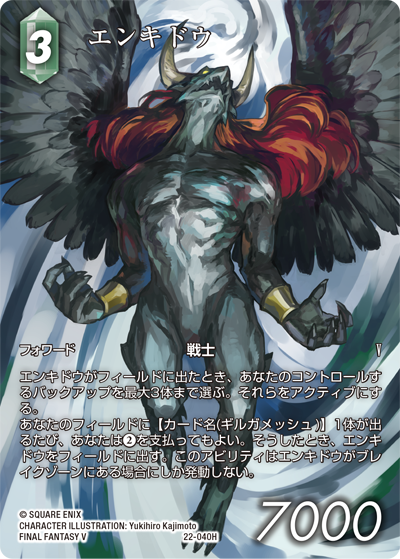 3
エンキドウ
フォワード
戦士
V
エンキドウがフィールドに出たとき、あなたのコントロールす
るバックアップを最大3体まで選ぶ。それらをアクティブにす
る。
あなたのフィールドに【カード名(ギルガメッシュ)】1体が出
るたび、あなたは❷を支払ってもよい。そうしたとき、エンキ
ドウをフィールドに出す。このアビリティはエンキドウがブレ
イクゾーンにある場合にしか発動しない。
© SQUARE ENIX
CHARACTER ILLUSTRATION: Yukihiro Kajimoto
FINAL FANTASY V
22-040H
7000